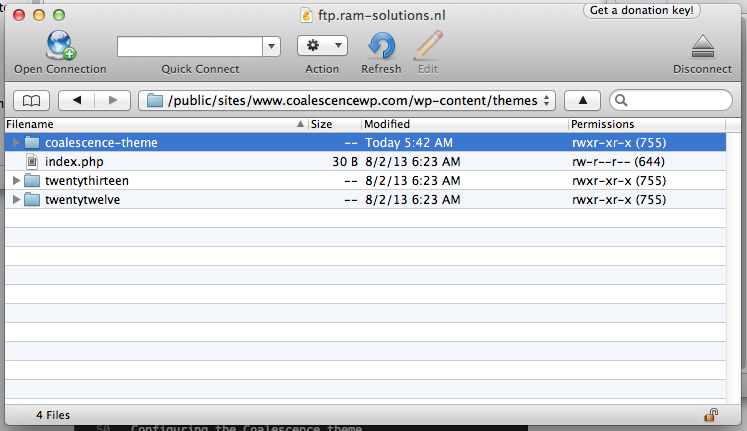 ftp.ram-solutions.nl
Get a donation key!
Open Connection Quick Connect Action Refresh Edit Disconnect
/public/sites/www.coalescencewp.com/wp-content/themes
Filename Size Modified Permissions
coalescence-theme -- Today 5:42 AM rwxr-xr-x (755)
index.php 30 B 8/2/13 6:23 AM rw-r--r-- (644)
twentythirteen -- 8/2/13 6:23 AM rwxr-xr-x (755)
twentytwelve -- 8/2/13 6:23 AM rwxr-xr-x (755)
4 Files
50 Configuring the Coalescence theme